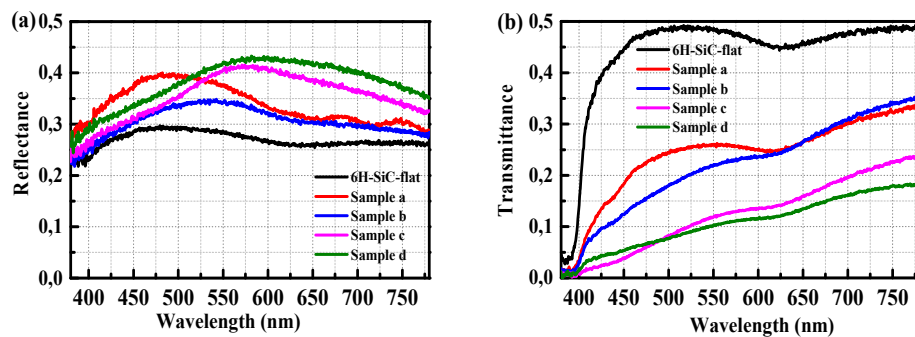 (a)
0,5
0,4
0,3
0,2
0,1
0,0
Reflectance
6H-SiC-flat
Sample a
Sample b
Sample c
Sample d
400 450 500 550 600 650 700 750
Wavelength (nm)
(b)
0,5
0,4
0,3
0,2
0,1
0,0
Transmittance
6H-SiC-flat
Sample a
Sample b
Sample c
Sample d
400 450 500 550 600 650 700 750
Wavelength (nm)